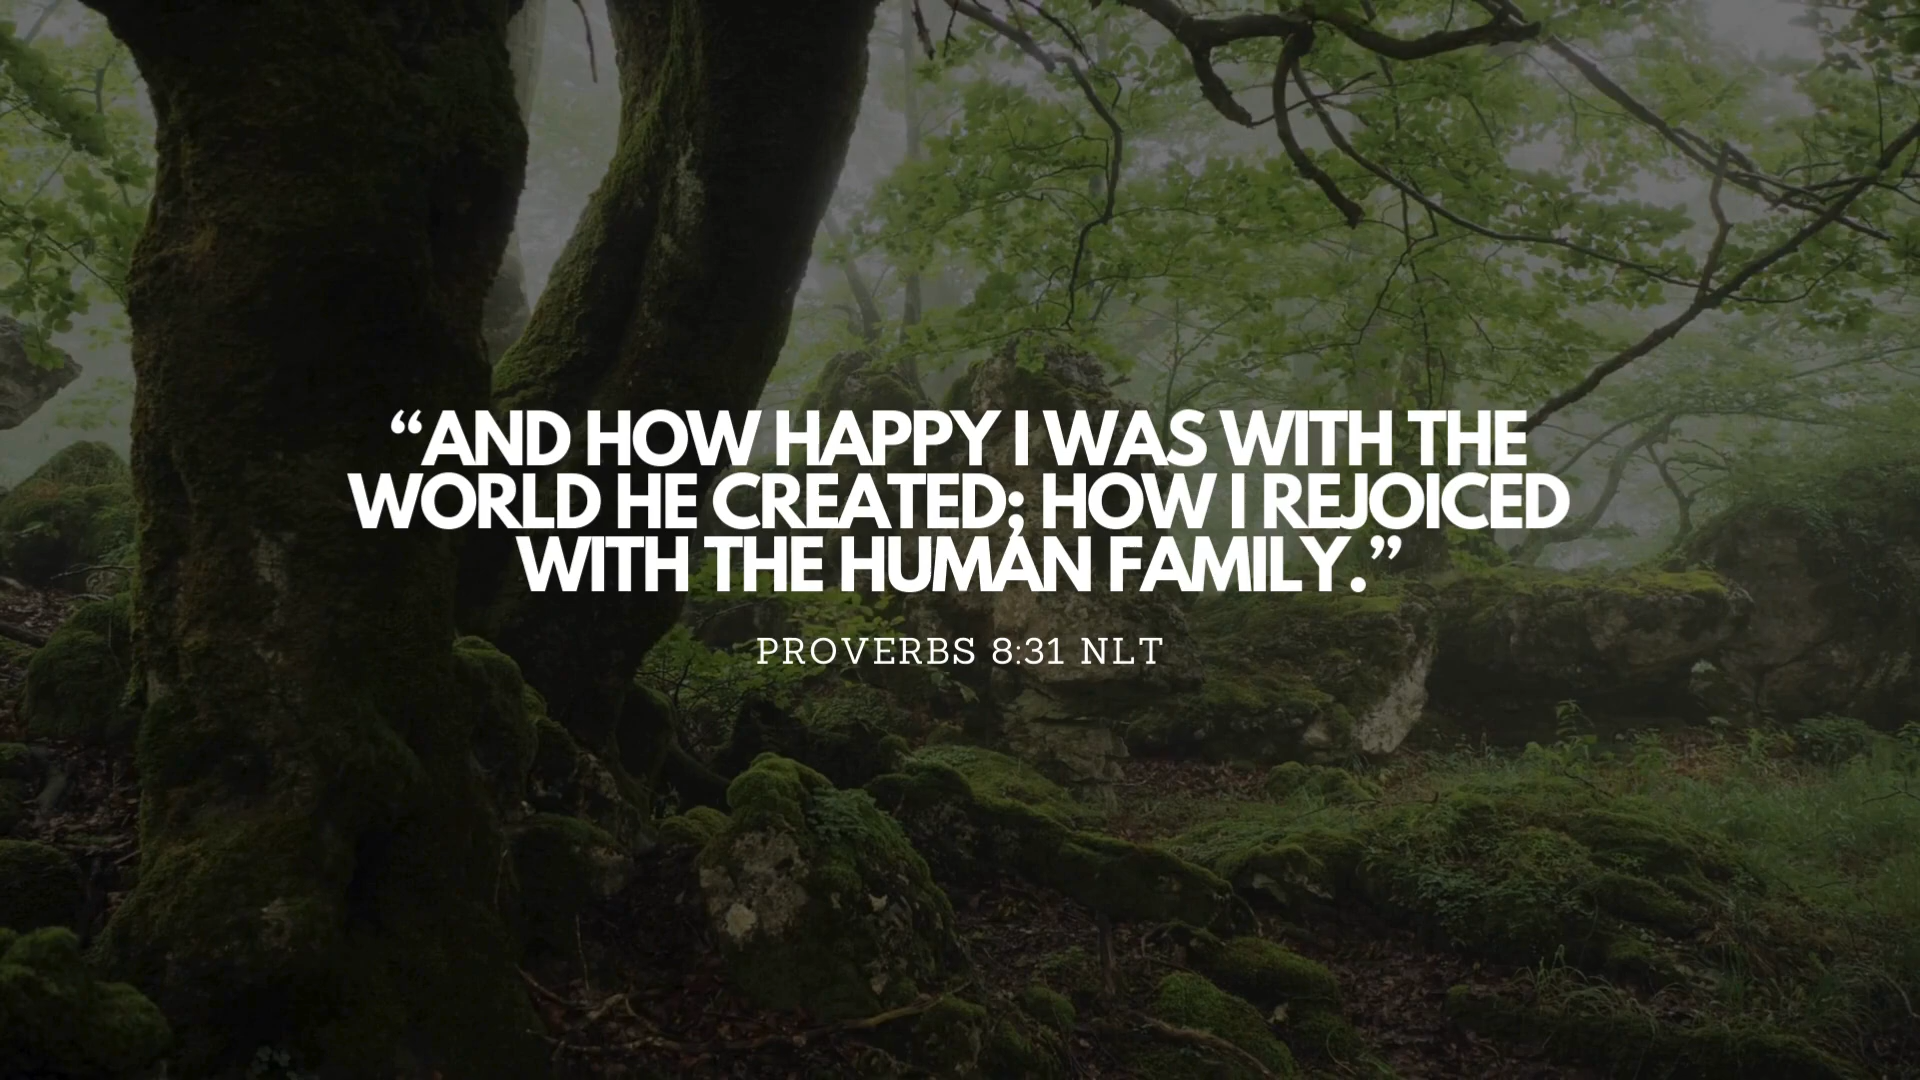 “AND HOW HAPPY I WAS WITH THE
WORLD HE CREATED; HOW I REJOICED
WITH THE HUMAN FAMILY.”
PROVERBS 8:31 NLT